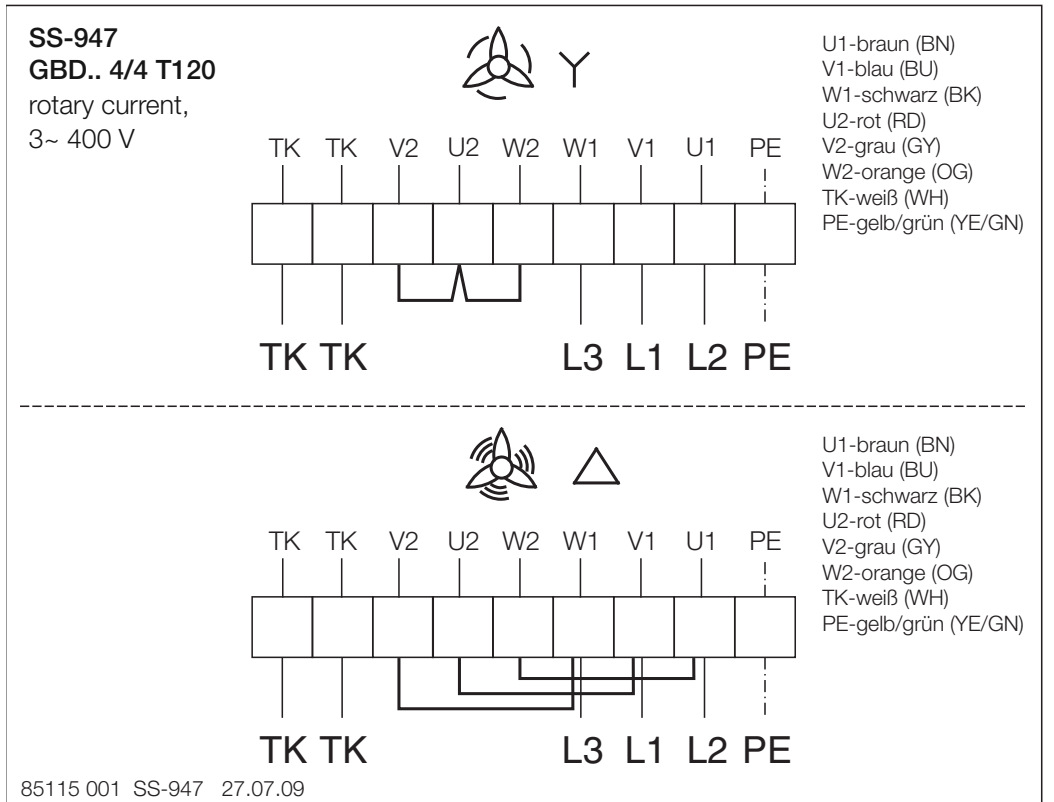 SS-947
GBD.. 4/4 T120
rotary current,
3~ 400 V
U1-braun (BN)
V1-blau (BU)
W1-schwarz (BK)
U2-rot (RD)
V2-grau (GY)
W2-orange (OG)
TK-weiß (WH)
PE-gelb/grün (YE/GN)
TK TK V2 U2 W2 W1 V1 U1 PE
TK TK L3 L1 L2 PE
U1-braun (BN)
V1-blau (BU)
W1-schwarz (BK)
U2-rot (RD)
V2-grau (GY)
W2-orange (OG)
TK-weiß (WH)
PE-gelb/grün (YE/GN)
TK TK V2 U2 W2 W1 V1 U1 PE
TK TK L3 L1 L2 PE
85115 001 SS-947 27.07.09